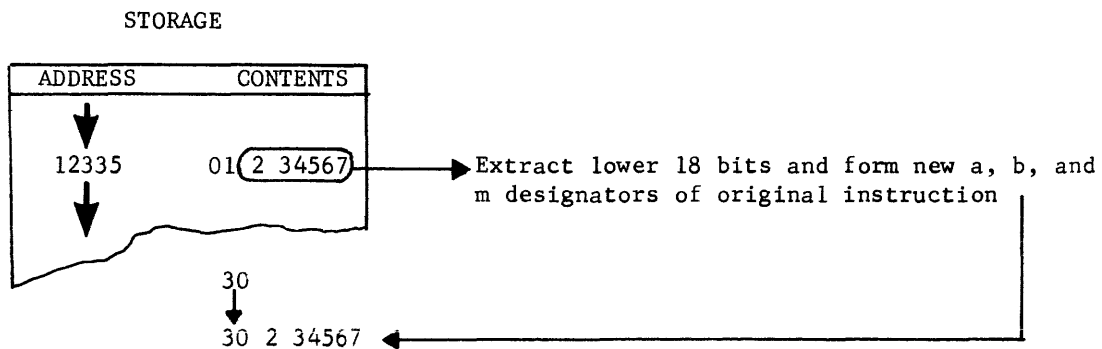 STORAGE
ADDRESS CONTENTS
12335 01 2 34567 Extract lower 18 bits and form new a, b, and
m designators of original instruction
30
30 2 34567